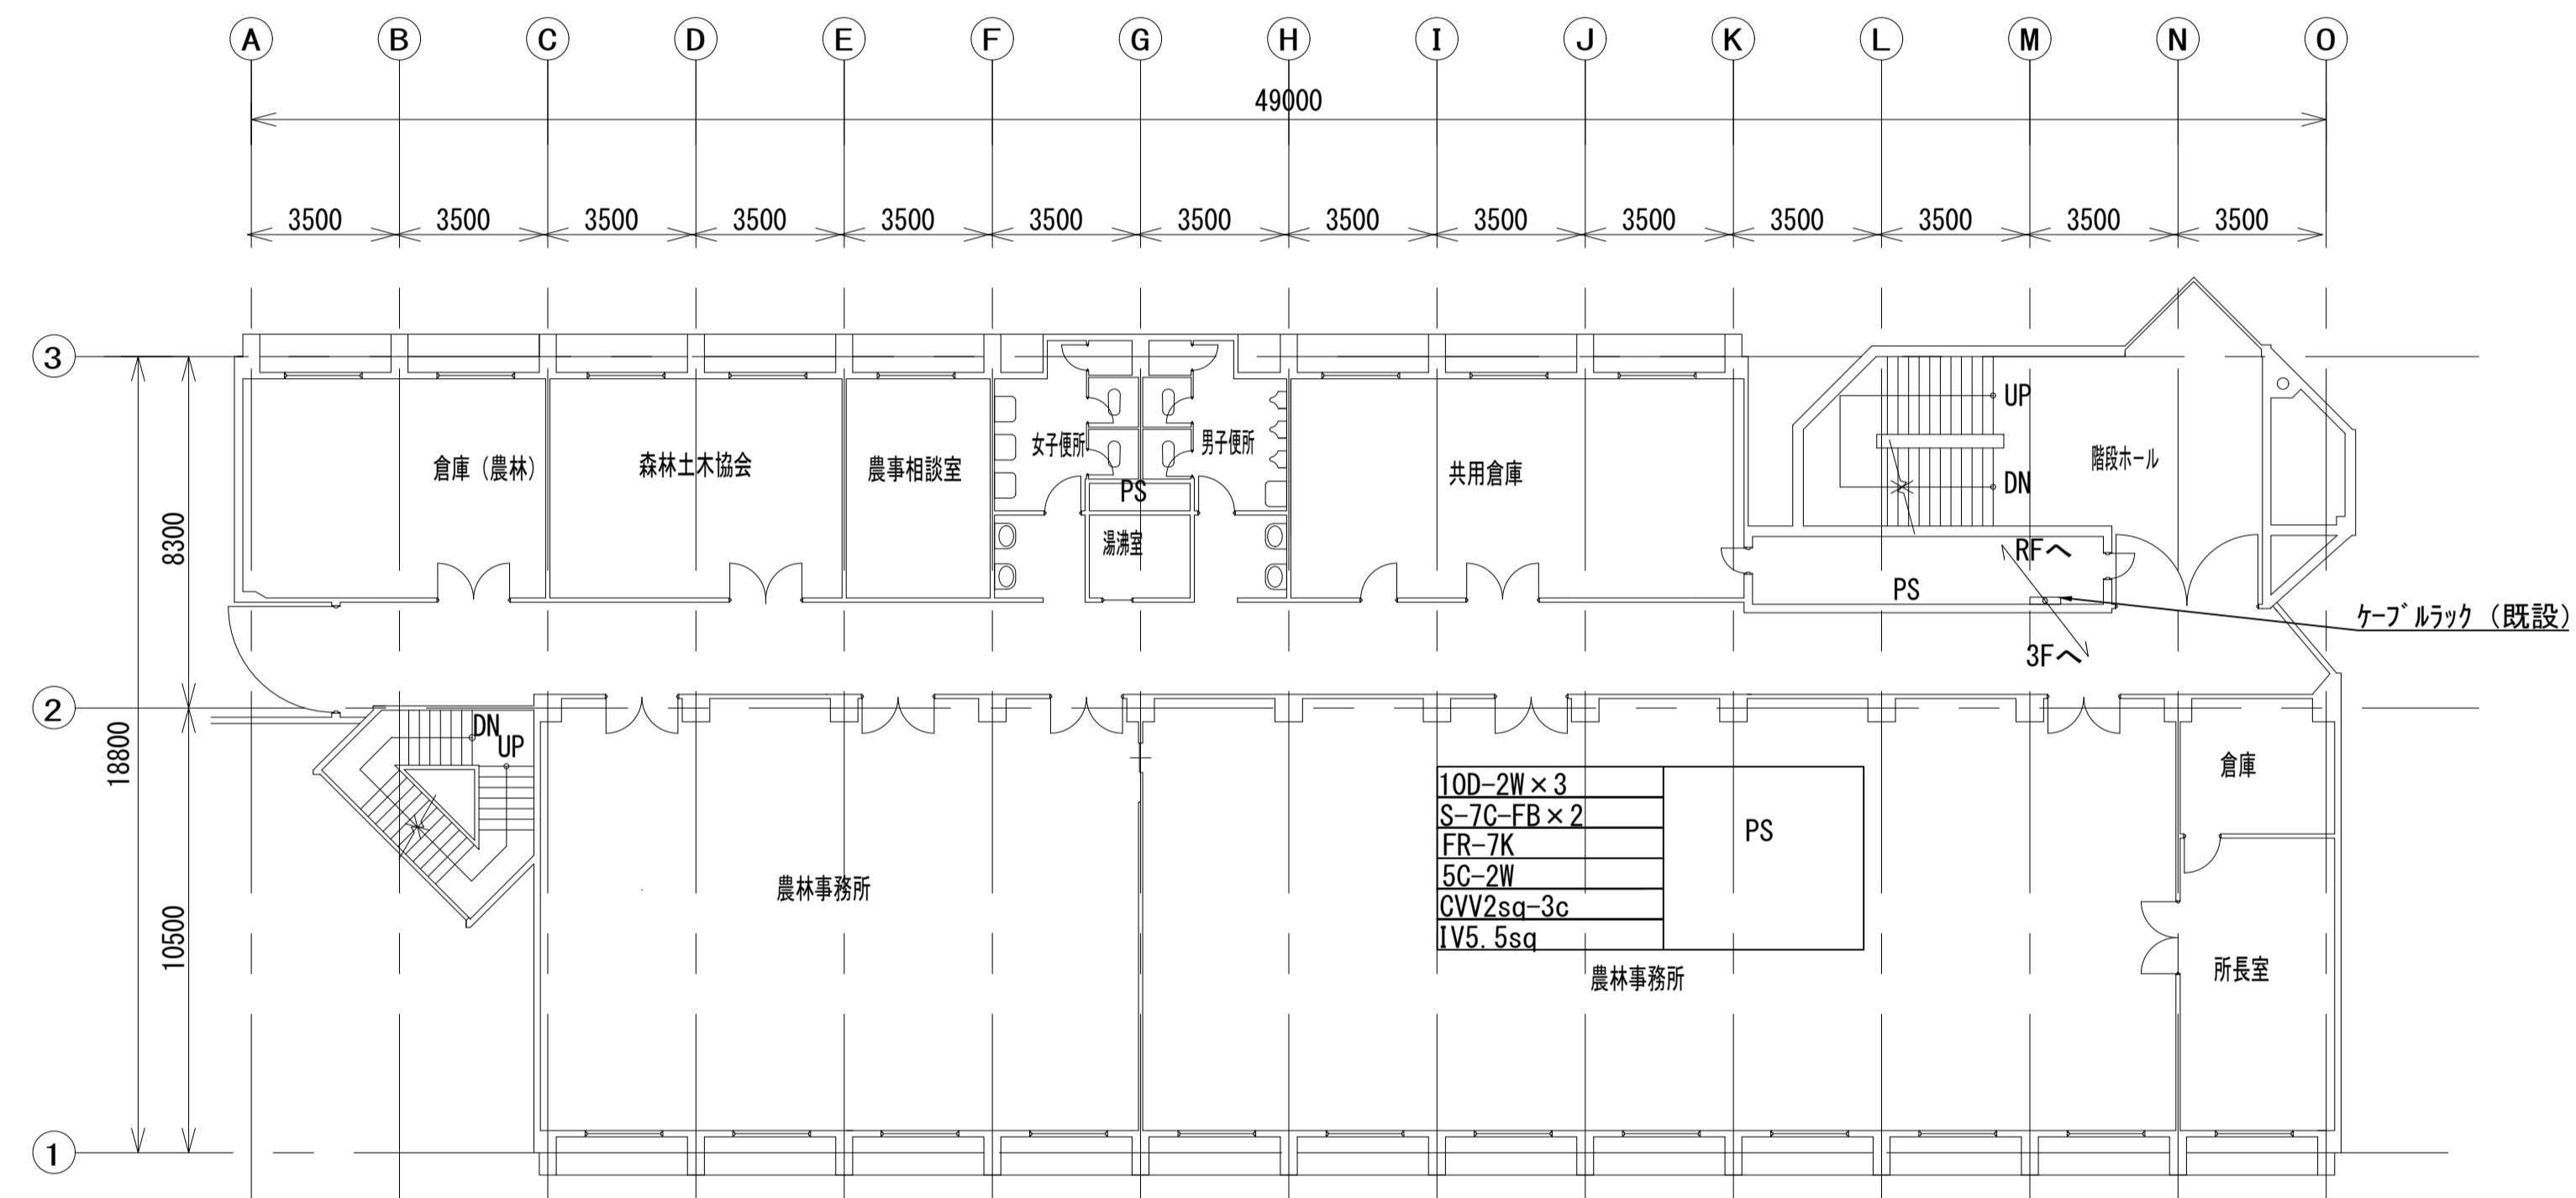 A B C D E F G H I J K L M N O
49000
3500 3500 3500 3500 3500 3500 3500 3500 3500 3500 3500 3500 3500 3500
3
UP
女子便所
男子便所
階段ホール
倉庫（農林）
森林土木協会
農事相談室
共用倉庫
DN
PS
8300
湯沸室
RFへ
PS
ケーブルラック（既設）
3Fへ
2
DN
UP
18800
倉庫
10D-2W×3
S-7C-FB×2
FR-7K
5C-2W
CVV2sq-3c
IV5.5sq
PS
農林事務所
10500
所長室
農林事務所
1